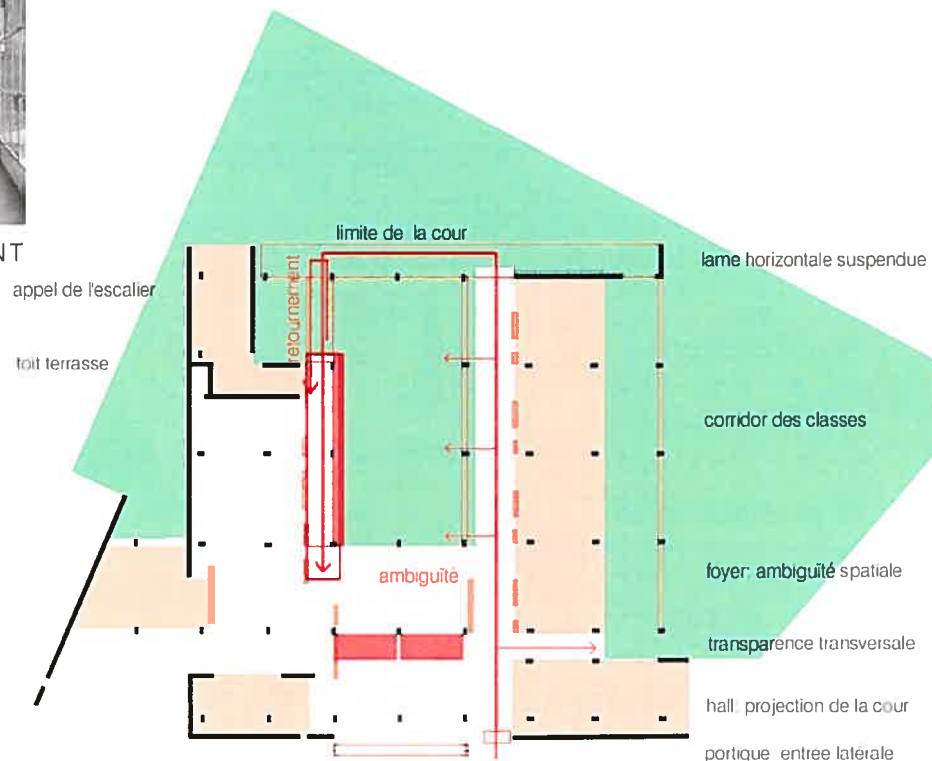 NT
appel de l'escalier
toit terrasse
limite de la cour
retournement
ambiguïté
lame horizontale suspendue
corridor des classes
foyer: ambiguïté spatiale
transparence transversale
hall: projection de la cour
portique entrée latérale